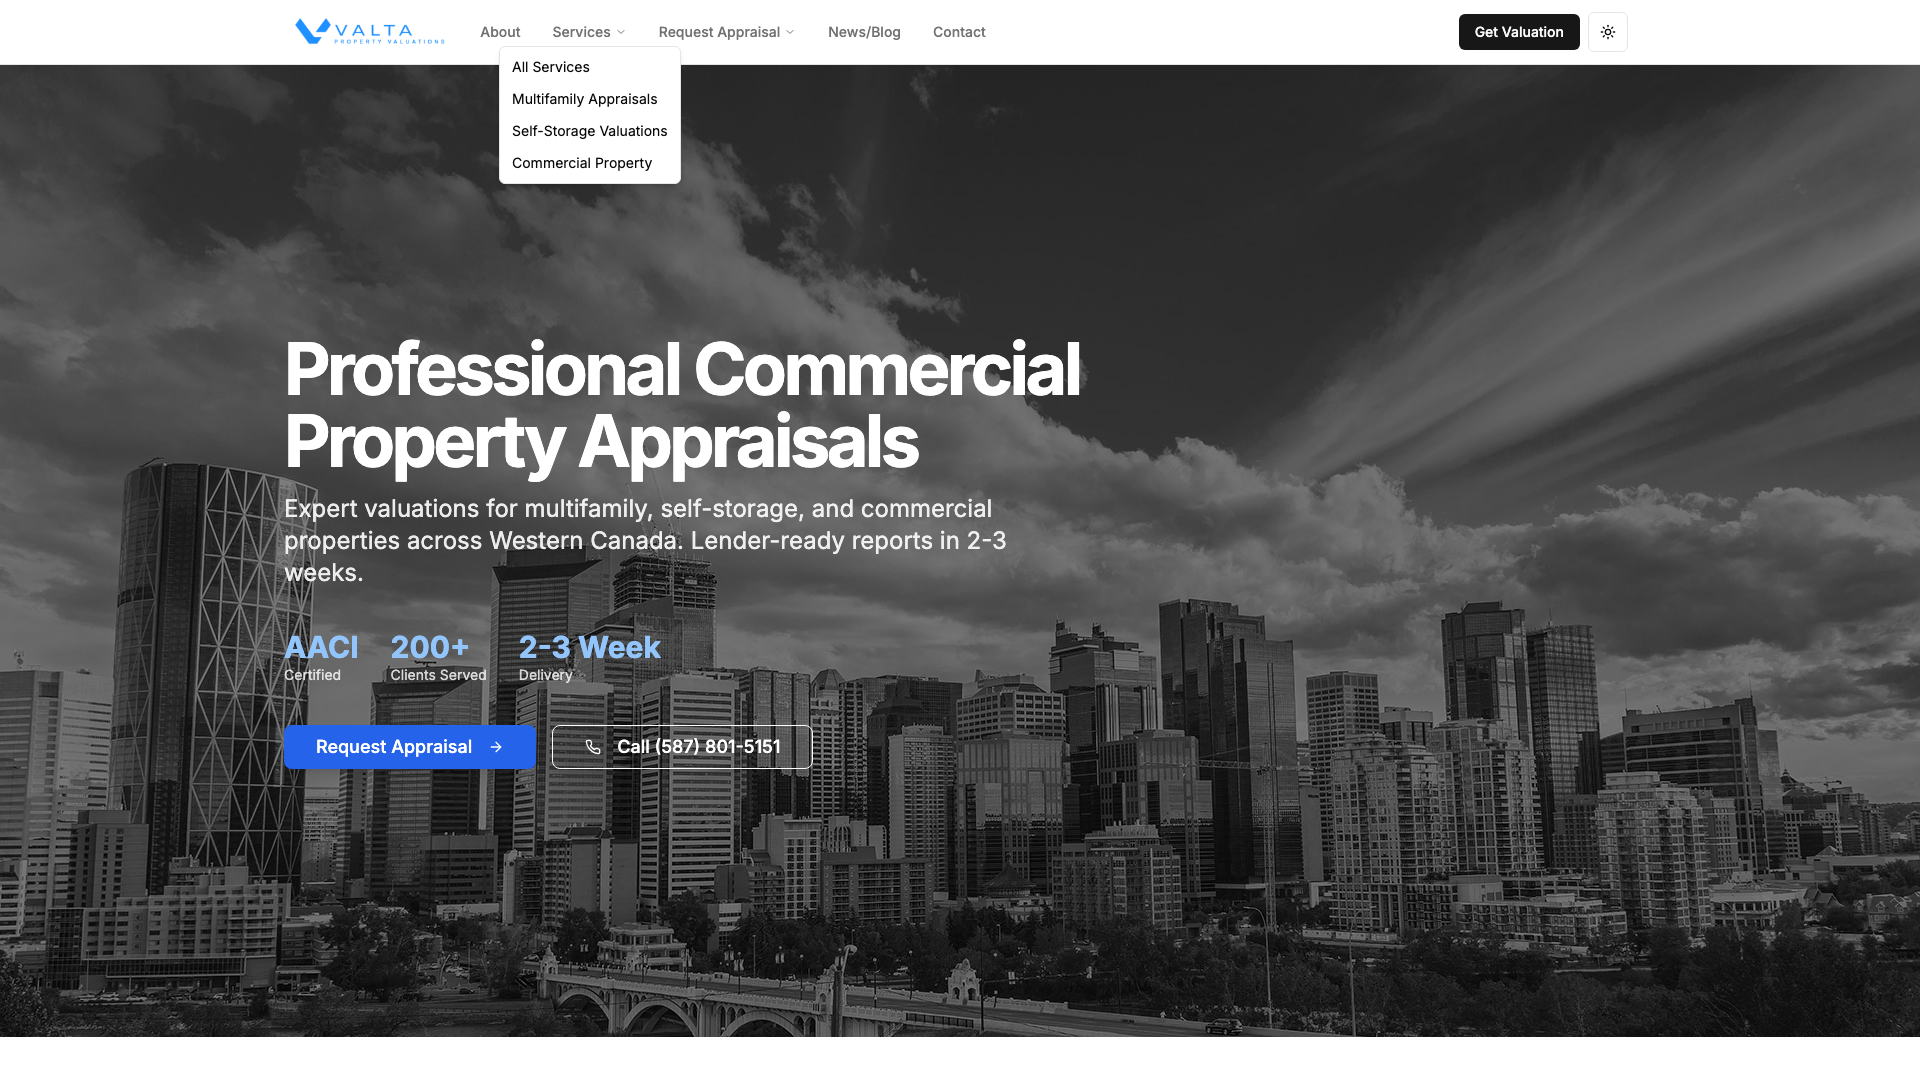 VALTA
PROPERTY VALUATIONS
About
Services
Request Appraisal
News/Blog
Contact
Get Valuation
All Services
Multifamily Appraisals
Self-Storage Valuations
Commercial Property
Professional Commercial
Property Appraisals
Expert valuations for multifamily, self-storage, and commercial
properties across Western Canada. Lender-ready reports in 2-3
weeks.
AACI
Certified
200+
Clients Served
2-3 Week
Delivery
Request Appraisal
Call (587) 801-5151